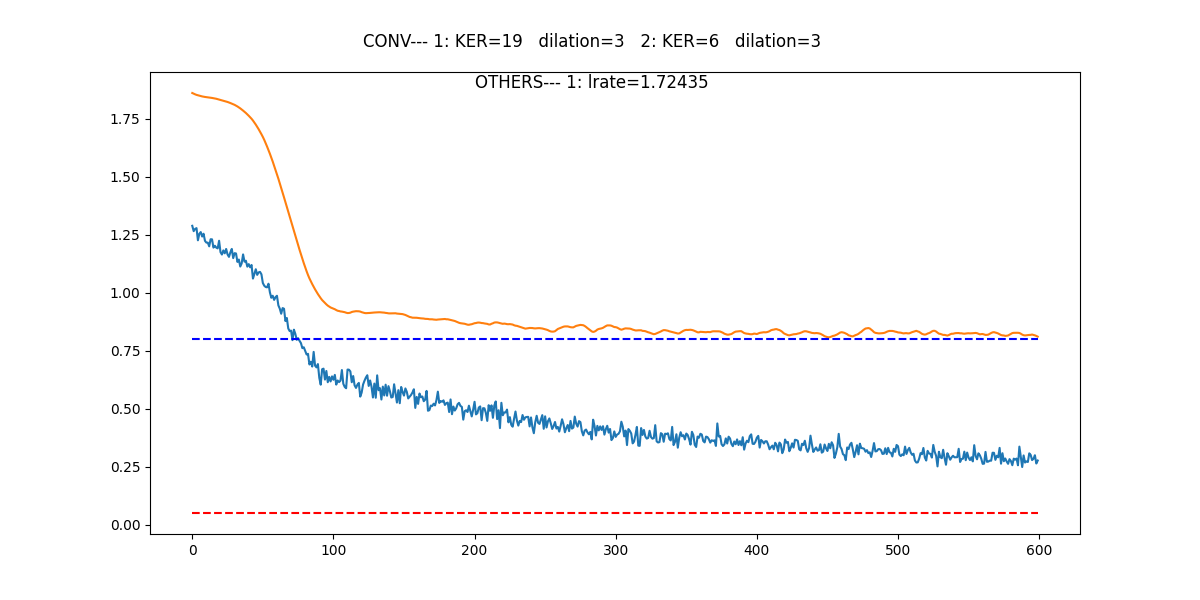 CONV--- 1: KER=19   dilation=3   2: KER=6   dilation=3
OTHERS--- 1: lrate=1.72435
1.75
1.50
1.25
1.00
0.75
0.50
0.25
0.00
0 100 200 300 400 500 600